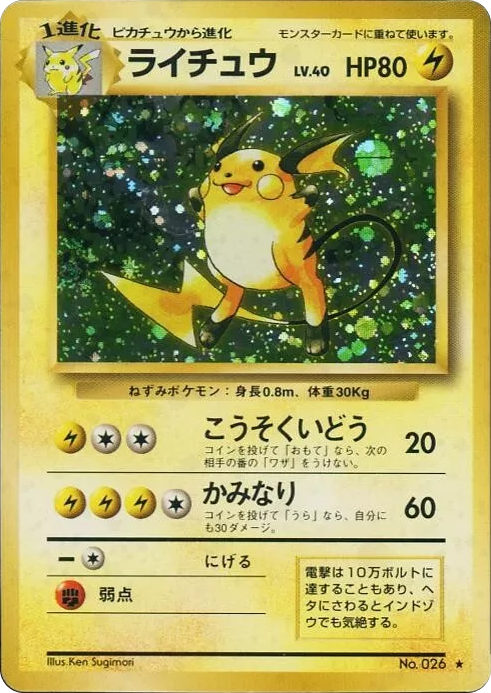 1進化 ピカチュウから進化 モンスターカードに重ねて使います。
ライチュウ LV.40 HP80
ねずみポケモン:身長0.8m、体重30Kg
こうそくいどう 20
コインを投げて「おもて」なら、次の
相手の番の「ワザ」をうけない。
かみなり 60
コインを投げて「うら」なら、自分に
も30ダメージ。
ー にげる
弱点
電撃は10万ボルトに
達することもあり、ヘ
タにさわるとインドゾ
ウでも気絶する。
Illus.Ken Sugimori No. 026 ★